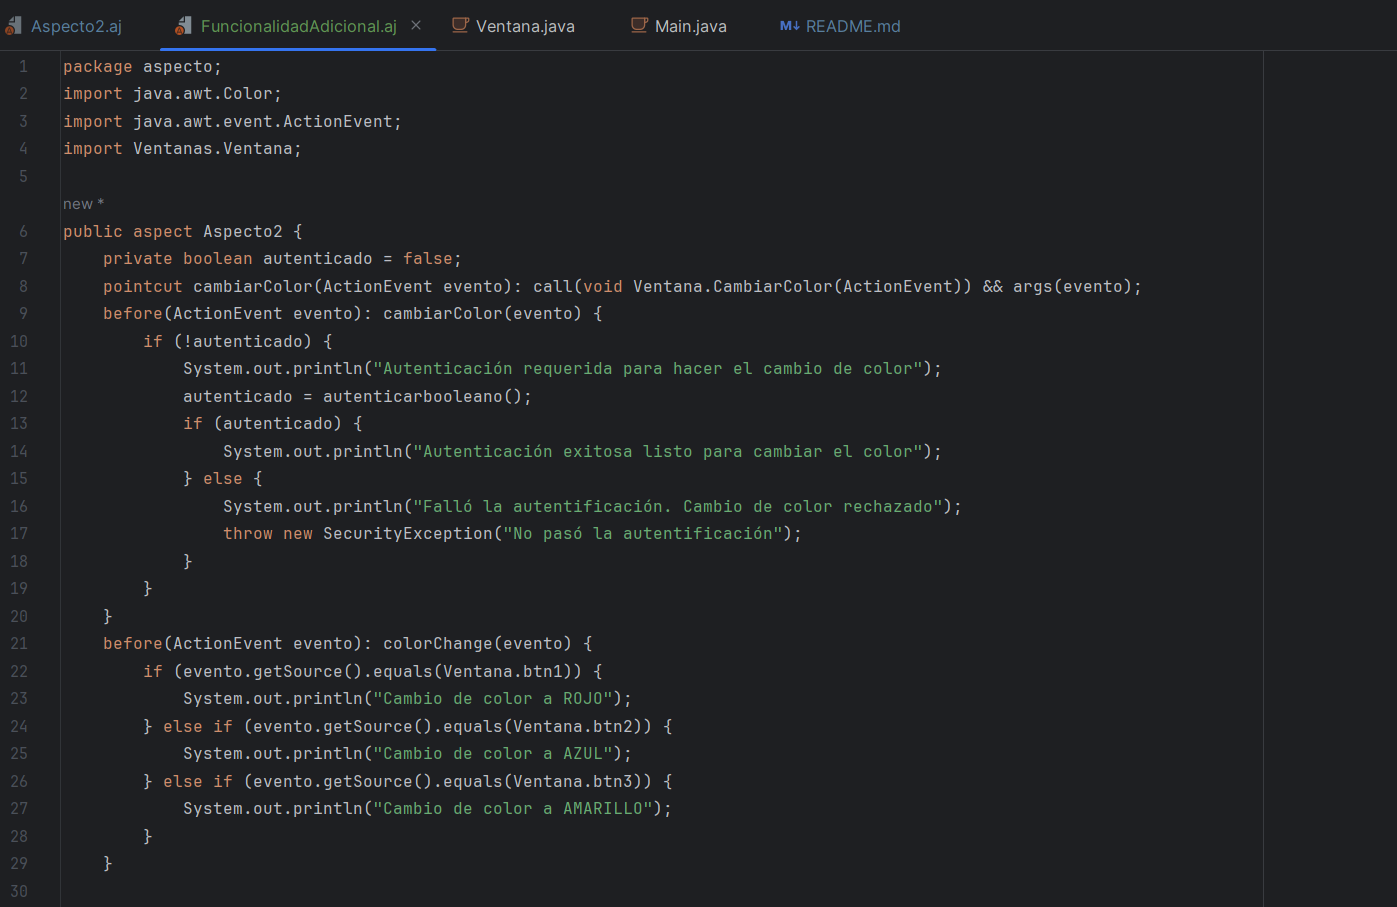 Aspecto2.aj FuncionalidadAdicional.aj × Ventana.java Main.java M↓ README.md
1 package aspecto;
2 import java.awt.Color;
3 import java.awt.event.ActionEvent;
4 import Ventanas.Ventana;
5
new *
6 public aspect Aspecto2 {
7     private boolean autenticado = false;
8     pointcut cambiarColor(ActionEvent evento): call(void Ventana.CambiarColor(ActionEvent)) && args(evento);
9     before(ActionEvent evento): cambiarColor(evento) {
10         if (!autenticado) {
11             System.out.println("Autenticación requerida para hacer el cambio de color");
12             autenticado = autenticarbooleano();
13             if (autenticado) {
14                 System.out.println("Autenticación exitosa listo para cambiar el color");
15             } else {
16                 System.out.println("Falló la autentificación. Cambio de color rechazado");
17                 throw new SecurityException("No pasó la autentificación");
18             }
19         }
20     }
21     before(ActionEvent evento): colorChange(evento) {
22         if (evento.getSource().equals(Ventana.btn1)) {
23             System.out.println("Cambio de color a ROJO");
24         } else if (evento.getSource().equals(Ventana.btn2)) {
25             System.out.println("Cambio de color a AZUL");
26         } else if (evento.getSource().equals(Ventana.btn3)) {
27             System.out.println("Cambio de color a AMARILLO");
28         }
29     }
30